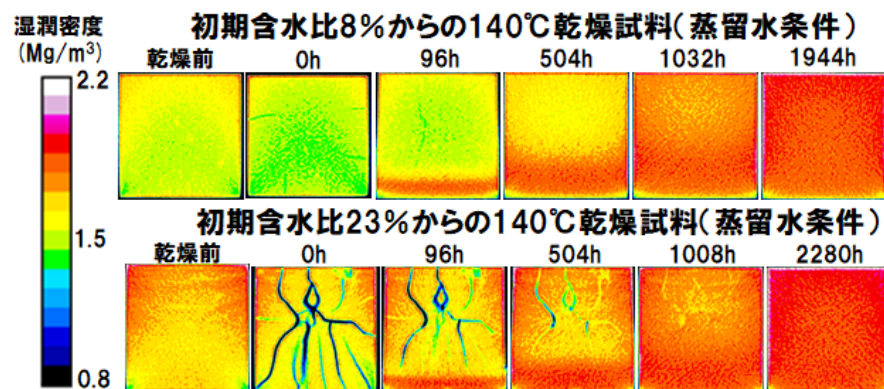 湿潤密度
(Mg/m³)
2.2
1.5
0.8
初期含水比8%からの140℃乾燥試料(蒸留水条件)
乾燥前 0h 96h 504h 1032h 1944h
初期含水比23%からの140℃乾燥試料(蒸留水条件)
乾燥前 0h 96h 504h 1008h 2280h